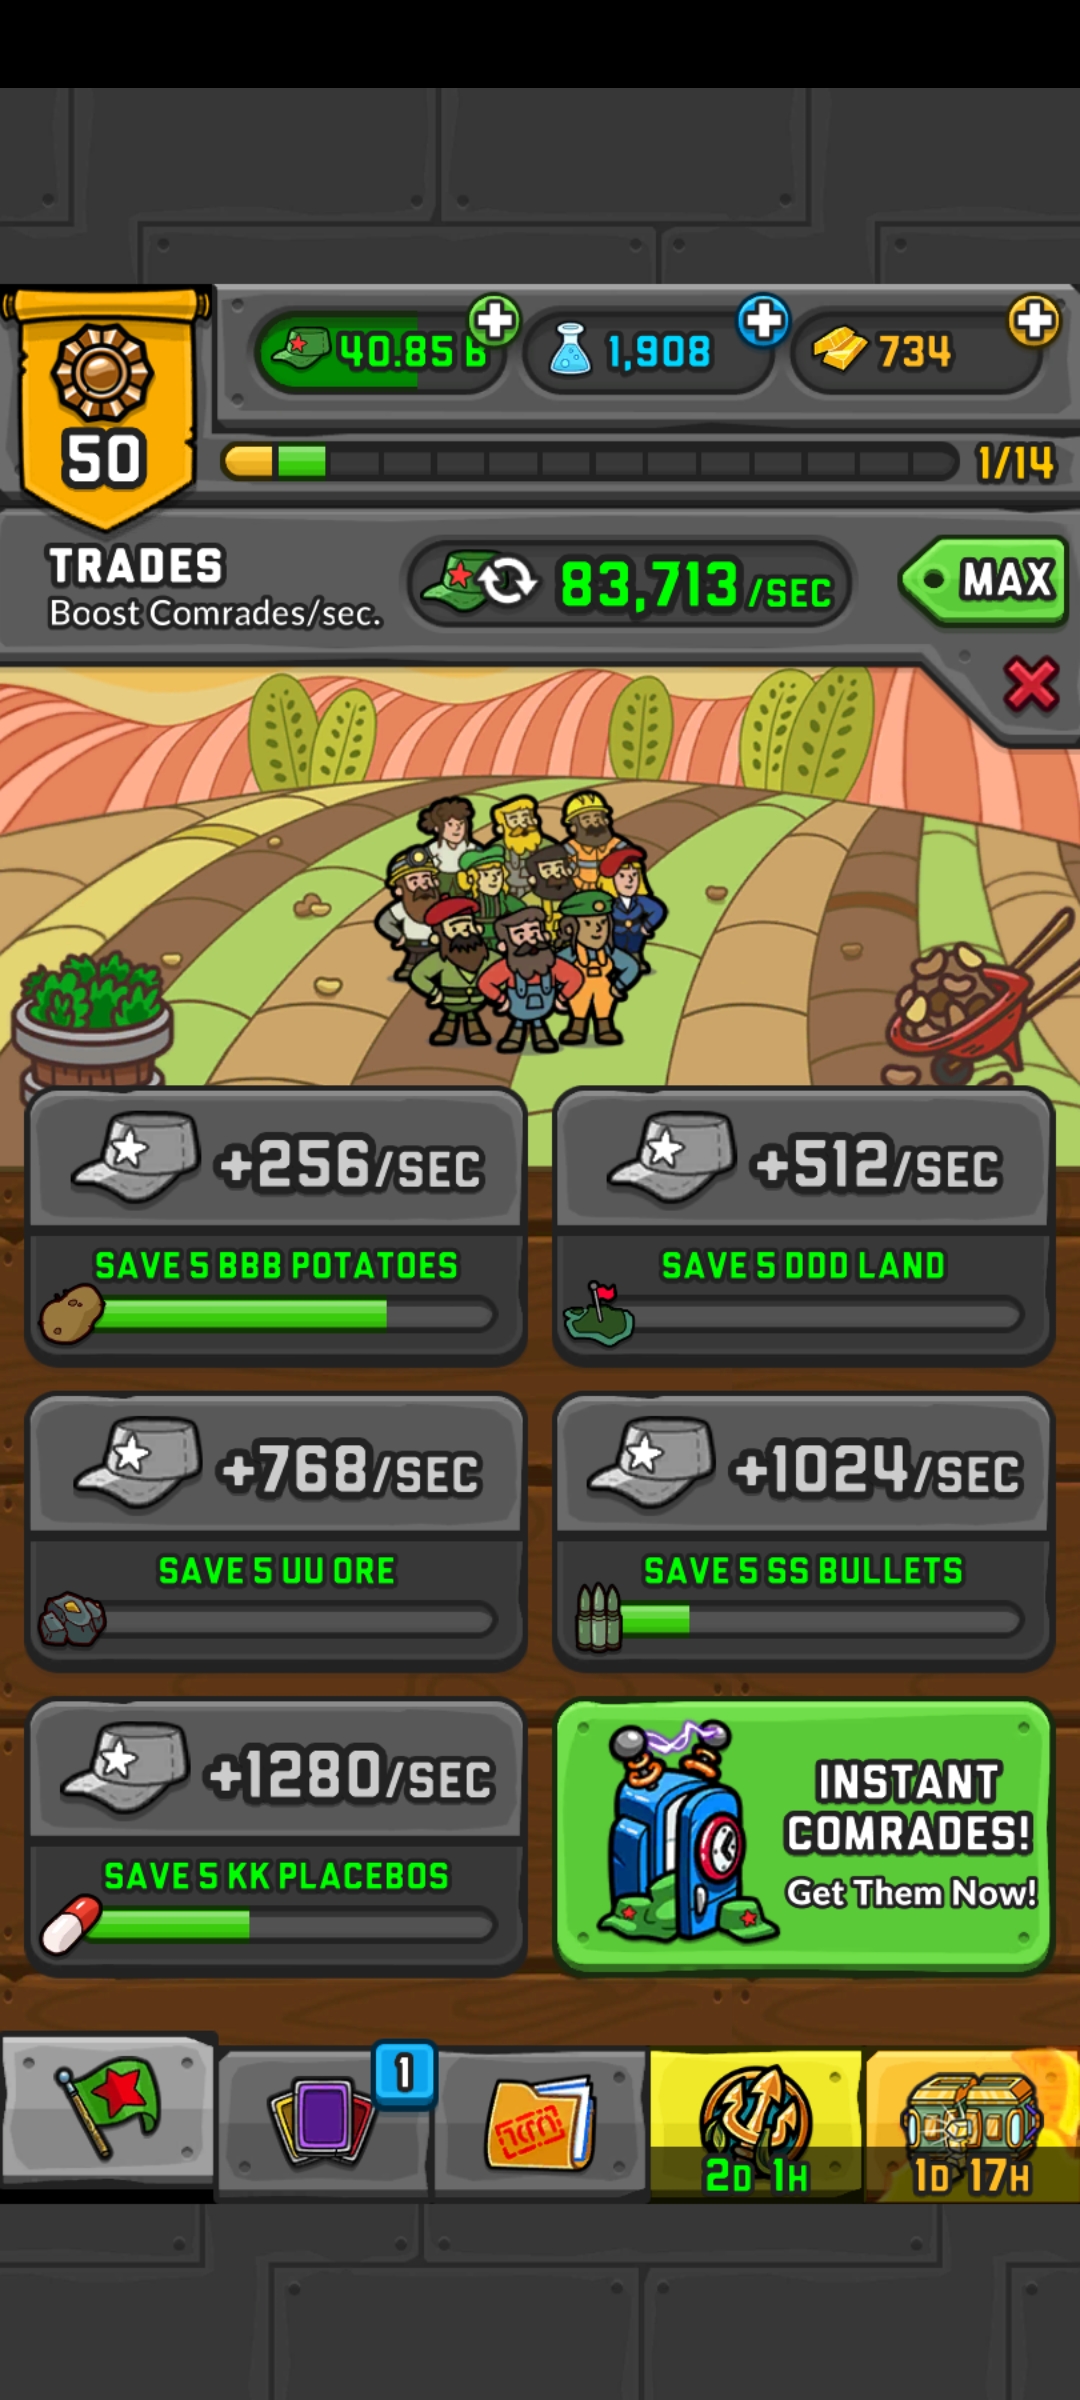 40.85 B
1,908
734
50
1/14
TRADES
Boost Comrades/sec.
83,713/SEC
MAX
+256/SEC
+512/SEC
SAVE 5 BBB POTATOES
SAVE 5 DDD LAND
+768/SEC
+1024/SEC
SAVE 5 UU ORE
SAVE 5 SS BULLETS
+1280/SEC
SAVE 5 KK PLACEBOS
INSTANT
COMRADES!
Get Them Now!
1
2D 1H
1D 17H